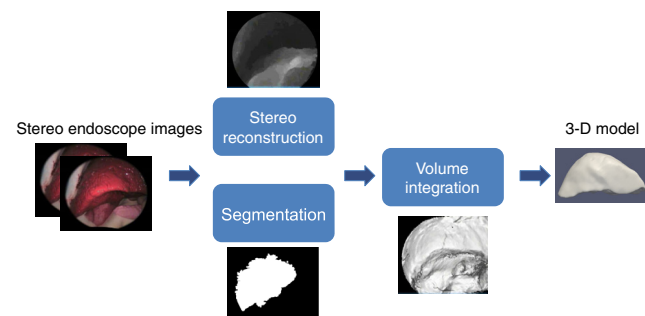 Stereo endoscope images
Stereo
reconstruction
Segmentation
Volume
integration
3-D model